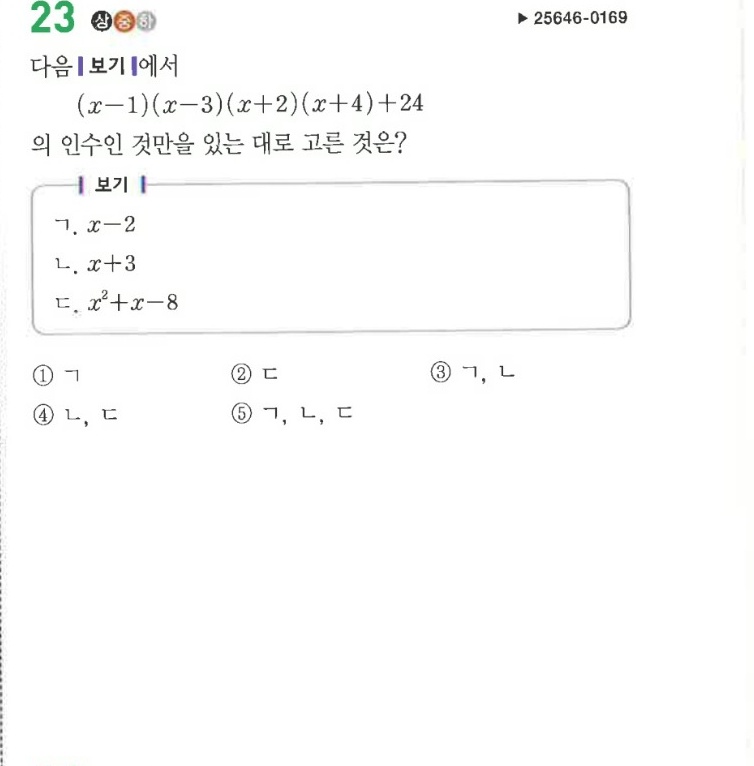 23 상 중 하 ▶ 25646-0169
다음 | 보기 |에서
(x-1)(x-3)(x+2)(x+4)+24
의 인수인 것만을 있는 대로 고른 것은?
| 보기 |
ㄱ. x-2
ㄴ. x+3
ㄷ. x²+x-8
① ㄱ ② ㄷ ③ ㄱ, ㄴ
④ ㄴ, ㄷ ⑤ ㄱ, ㄴ, ㄷ